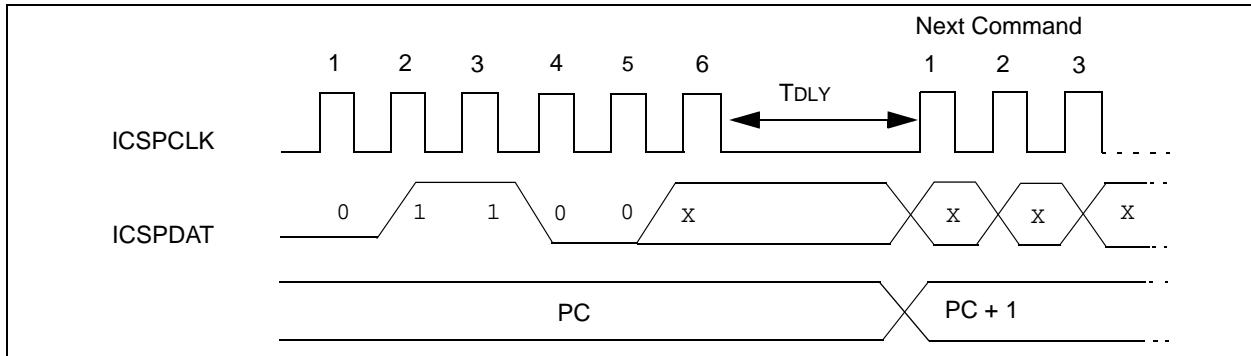 Next Command
1 2 3 4 5 6 1 2 3
TDLY
ICSPCLK
0 1 1 0 0 x x x x
ICSPDAT
PC PC + 1